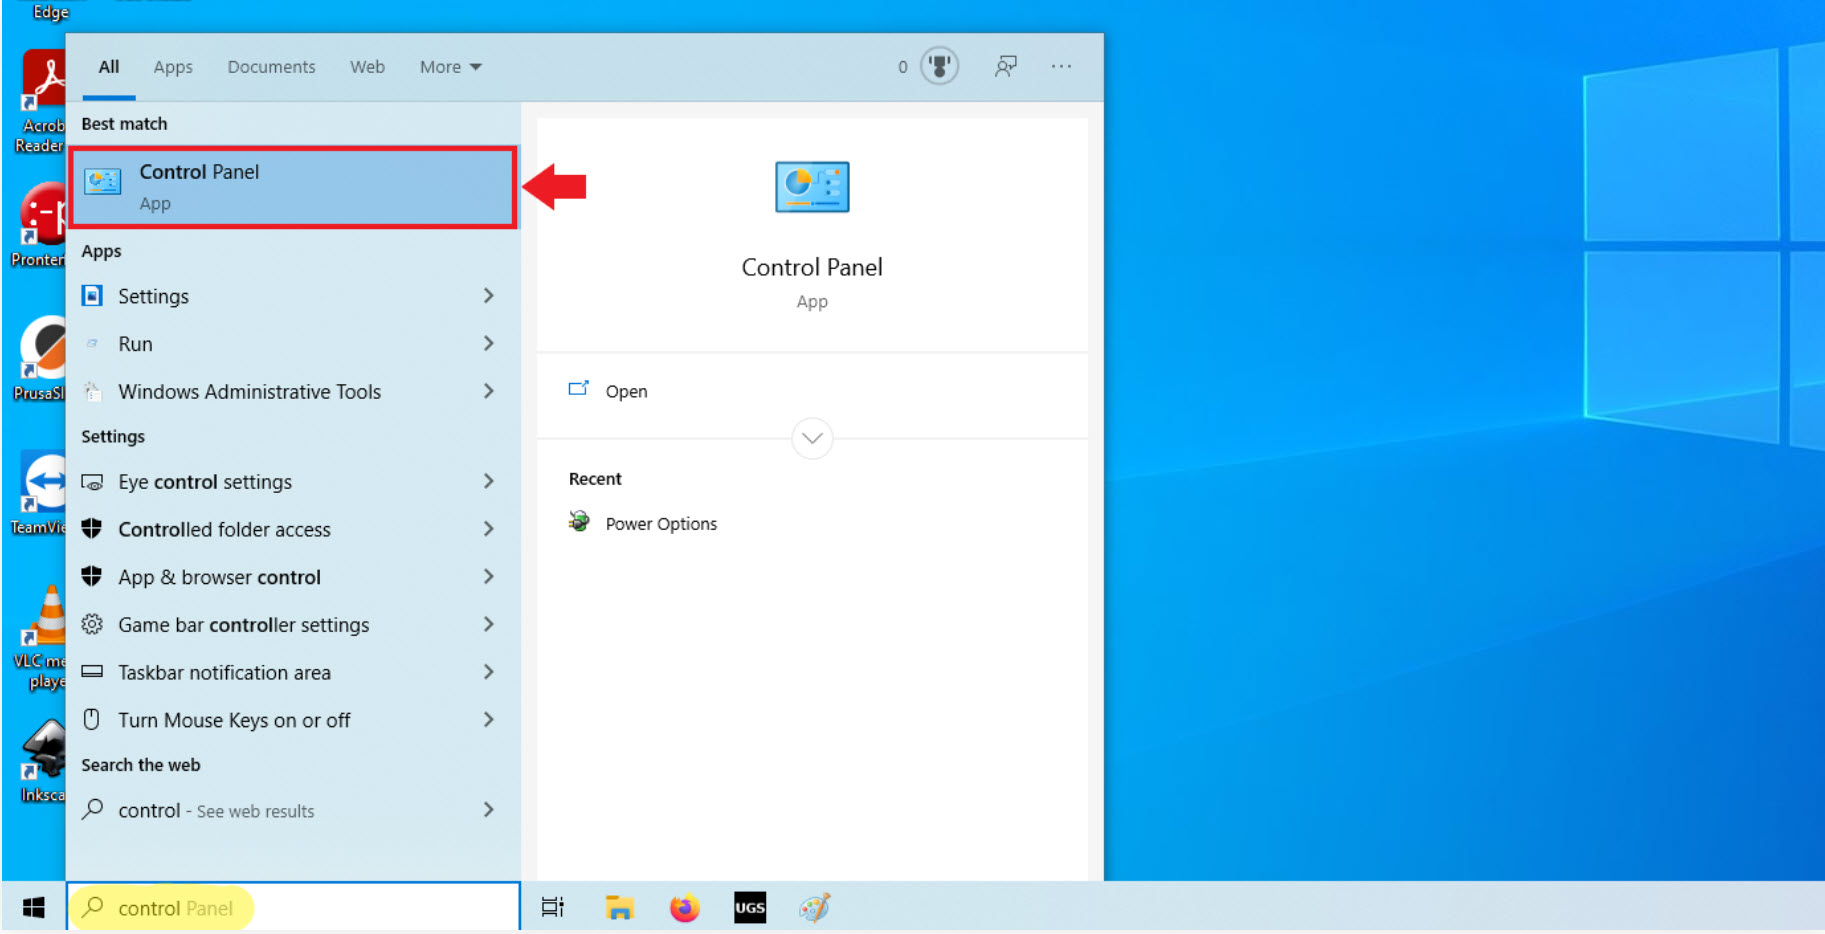 Edge
All Apps Documents Web More 0 ...
Acrob
Reader
Best match
Control Panel
App
Pronter
Apps
Settings
Run
PrusaSl
Windows Administrative Tools
Settings
Eye control settings
TeamVie
Controlled folder access
App & browser control
Game bar controller settings
VLC me
playe
Taskbar notification area
Turn Mouse Keys on or off
Search the web
Inksca
control - See web results
Control Panel
App
Open
Recent
Power Options
control Panel
UGS